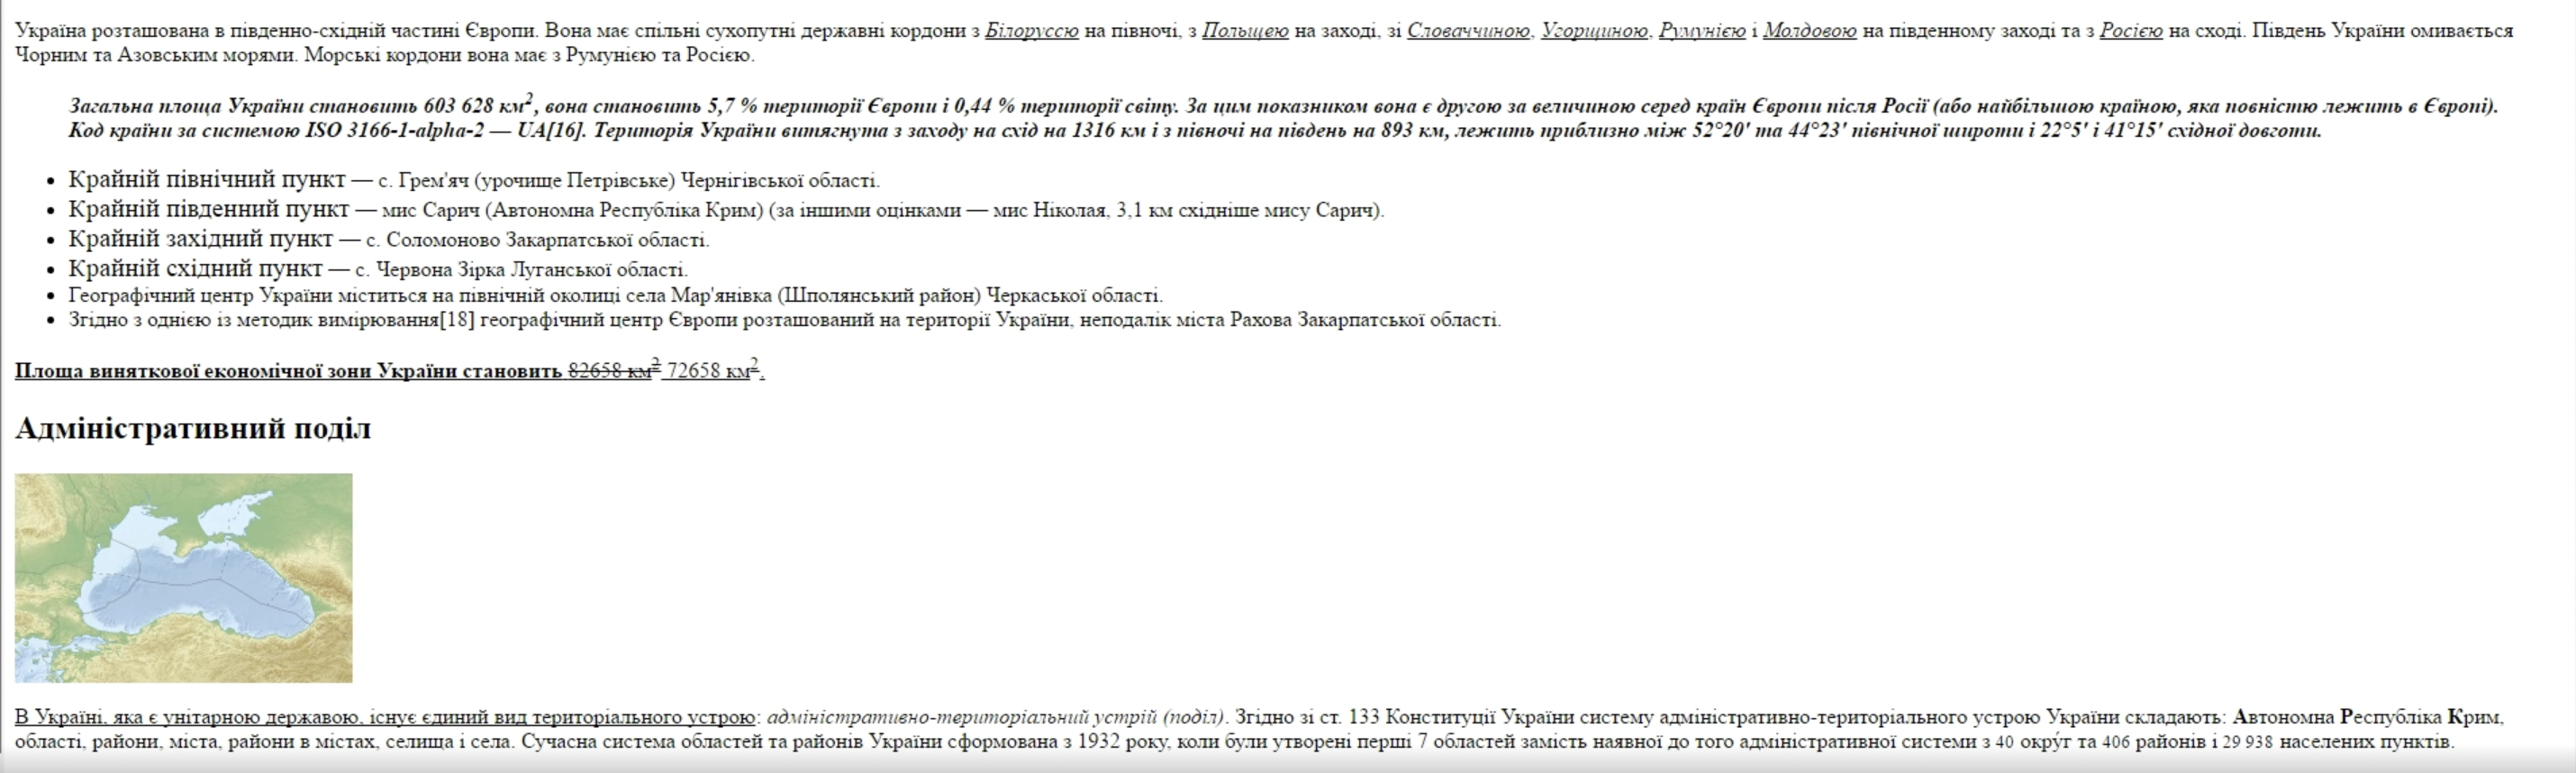 Україна розташована в південно-східній частині Європи. Вона має спільні сухопутні державні кордони з Білоруссю на півночі, з Польщею на заході, зі Словаччиною, Угорщиною, Румунією і Молдовою на південному заході та з Росією на сході. Південь України омивається
Чорним та Азовським морями. Морські кордони вона має з Румунією та Росією.
Загальна площа України становить 603 628 км², вона становить 5,7 % території Європи і 0,44 % території світу. За цим показником вона є другою за величиною серед країн Європи після Росії (або найбільшою країною, яка повністю лежить в Європі).
Код країни за системою ISO 3166-1-alpha-2 — UA[16]. Територія України витягнута з заходу на схід на 1316 км і з півночі на південь на 893 км, лежить приблизно між 52°20' та 44°23' північної широти і 22°5' і 41°15' східної довготи.
• Крайній північний пункт — с. Грем'яч (урочище Петрівське) Чернігівської області.
• Крайній південний пункт — мис Сарич (Автономна Республіка Крим) (за іншими оцінками — мис Ніколая, 3,1 км східніше мису Сарич).
• Крайній західний пункт — с. Соломоново Закарпатської області.
• Крайній східний пункт — с. Червона Зірка Луганської області.
• Географічний центр України міститься на північній околиці села Мар'янівка (Шполянський район) Черкаської області.
• Згідно з однією із методик вимірювання[18] географічний центр Європи розташований на території України, неподалік міста Рахова Закарпатської області.
Площа виняткової економічної зони України становить 82658 км² 72658 км².
Адміністративний поділ
В Україні, яка є унітарною державою, існує єдиний вид територіального устрою: адміністративно-територіальний устрій (поділ). Згідно зі ст. 133 Конституції України систему адміністративно-територіального устрою України складають: Автономна Республіка Крим,
області, райони, міста, райони в містах, селища і села. Сучасна система областей та районів України сформована з 1932 року, коли були утворені перші 7 областей замість наявної до того адміністративної системи з 40 окру́г та 406 районів і 29 938 населених пунктів.